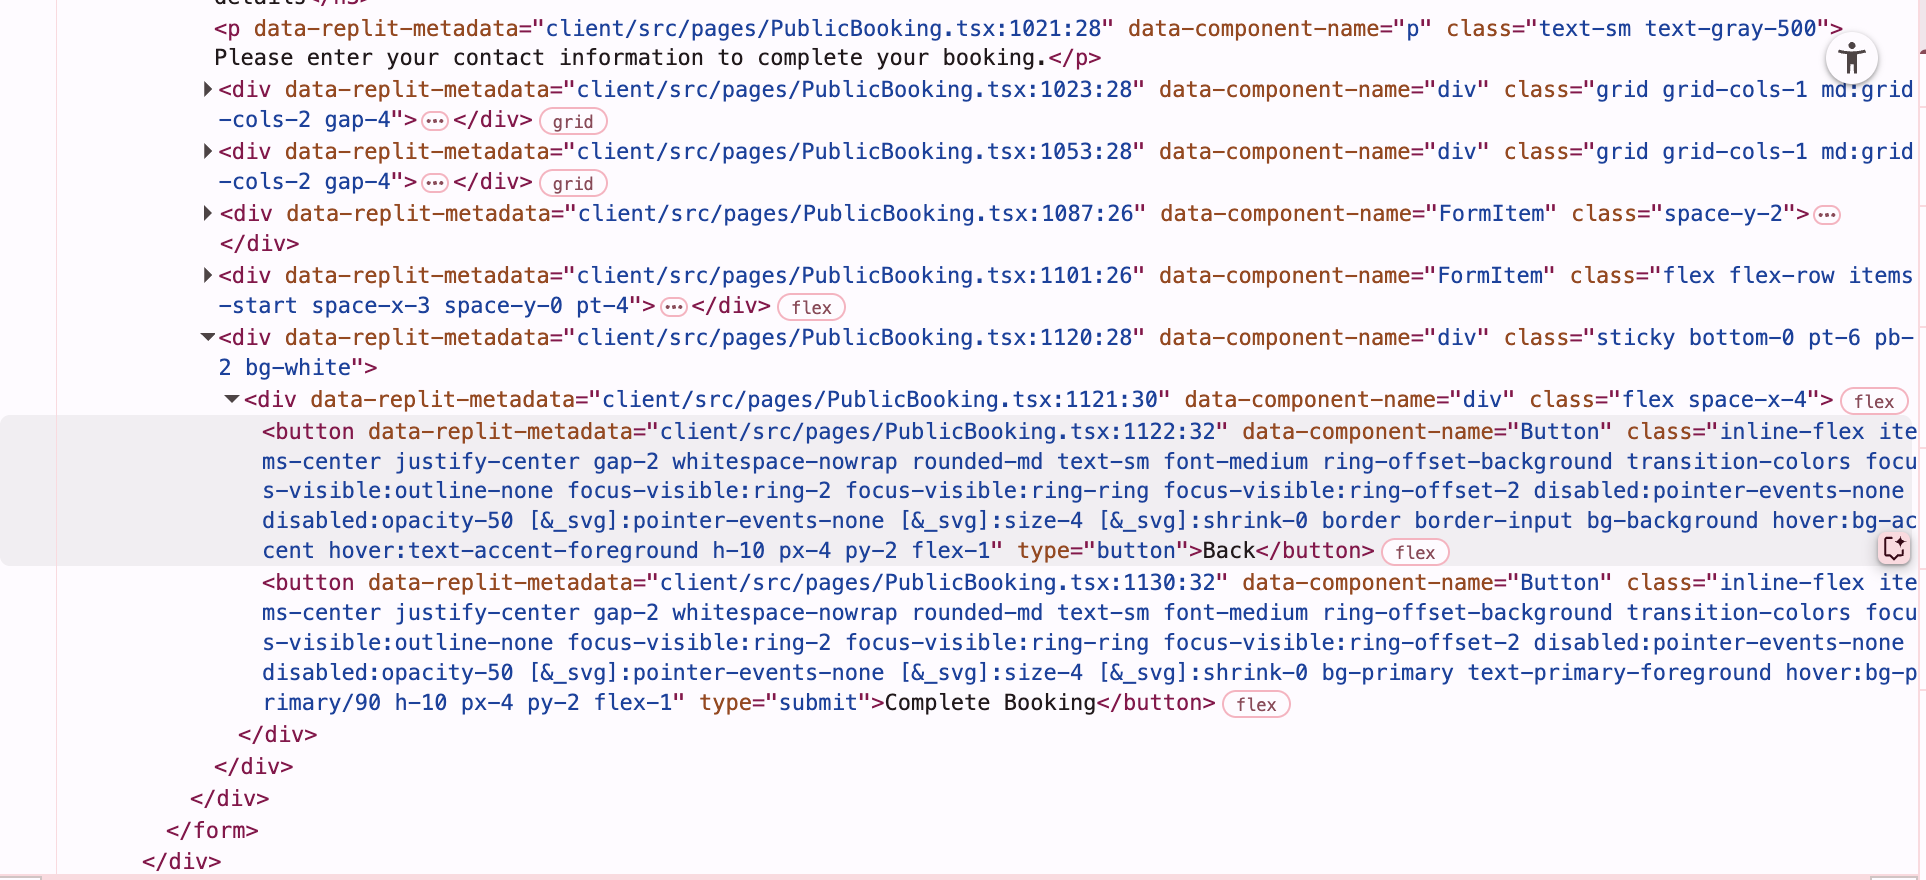 details</h3>
<p data-replit-metadata="client/src/pages/PublicBooking.tsx:1021:28" data-component-name="p" class="text-sm text-gray-500">
Please enter your contact information to complete your booking.</p>
<div data-replit-metadata="client/src/pages/PublicBooking.tsx:1023:28" data-component-name="div" class="grid grid-cols-1 md:grid
-cols-2 gap-4">…</div> grid
<div data-replit-metadata="client/src/pages/PublicBooking.tsx:1053:28" data-component-name="div" class="grid grid-cols-1 md:grid
-cols-2 gap-4">…</div> grid
<div data-replit-metadata="client/src/pages/PublicBooking.tsx:1087:26" data-component-name="FormItem" class="space-y-2">…
</div>
<div data-replit-metadata="client/src/pages/PublicBooking.tsx:1101:26" data-component-name="FormItem" class="flex flex-row items
-start space-x-3 space-y-0 pt-4">…</div> flex
<div data-replit-metadata="client/src/pages/PublicBooking.tsx:1120:28" data-component-name="div" class="sticky bottom-0 pt-6 pb-
2 bg-white">
<div data-replit-metadata="client/src/pages/PublicBooking.tsx:1121:30" data-component-name="div" class="flex space-x-4"> flex
<button data-replit-metadata="client/src/pages/PublicBooking.tsx:1122:32" data-component-name="Button" class="inline-flex ite
ms-center justify-center gap-2 whitespace-nowrap rounded-md text-sm font-medium ring-offset-background transition-colors focu
s-visible:outline-none focus-visible:ring-2 focus-visible:ring-ring focus-visible:ring-offset-2 disabled:pointer-events-none
disabled:opacity-50 [&_svg]:pointer-events-none [&_svg]:size-4 [&_svg]:shrink-0 border border-input bg-background hover:bg-ac
cent hover:text-accent-foreground h-10 px-4 py-2 flex-1" type="button">Back</button> flex
<button data-replit-metadata="client/src/pages/PublicBooking.tsx:1130:32" data-component-name="Button" class="inline-flex ite
ms-center justify-center gap-2 whitespace-nowrap rounded-md text-sm font-medium ring-offset-background transition-colors focu
s-visible:outline-none focus-visible:ring-2 focus-visible:ring-ring focus-visible:ring-offset-2 disabled:pointer-events-none
disabled:opacity-50 [&_svg]:pointer-events-none [&_svg]:size-4 [&_svg]:shrink-0 bg-primary text-primary-foreground hover:bg-p
rimary/90 h-10 px-4 py-2 flex-1" type="submit">Complete Booking</button> flex
</div>
</div>
</div>
</form>
</div>